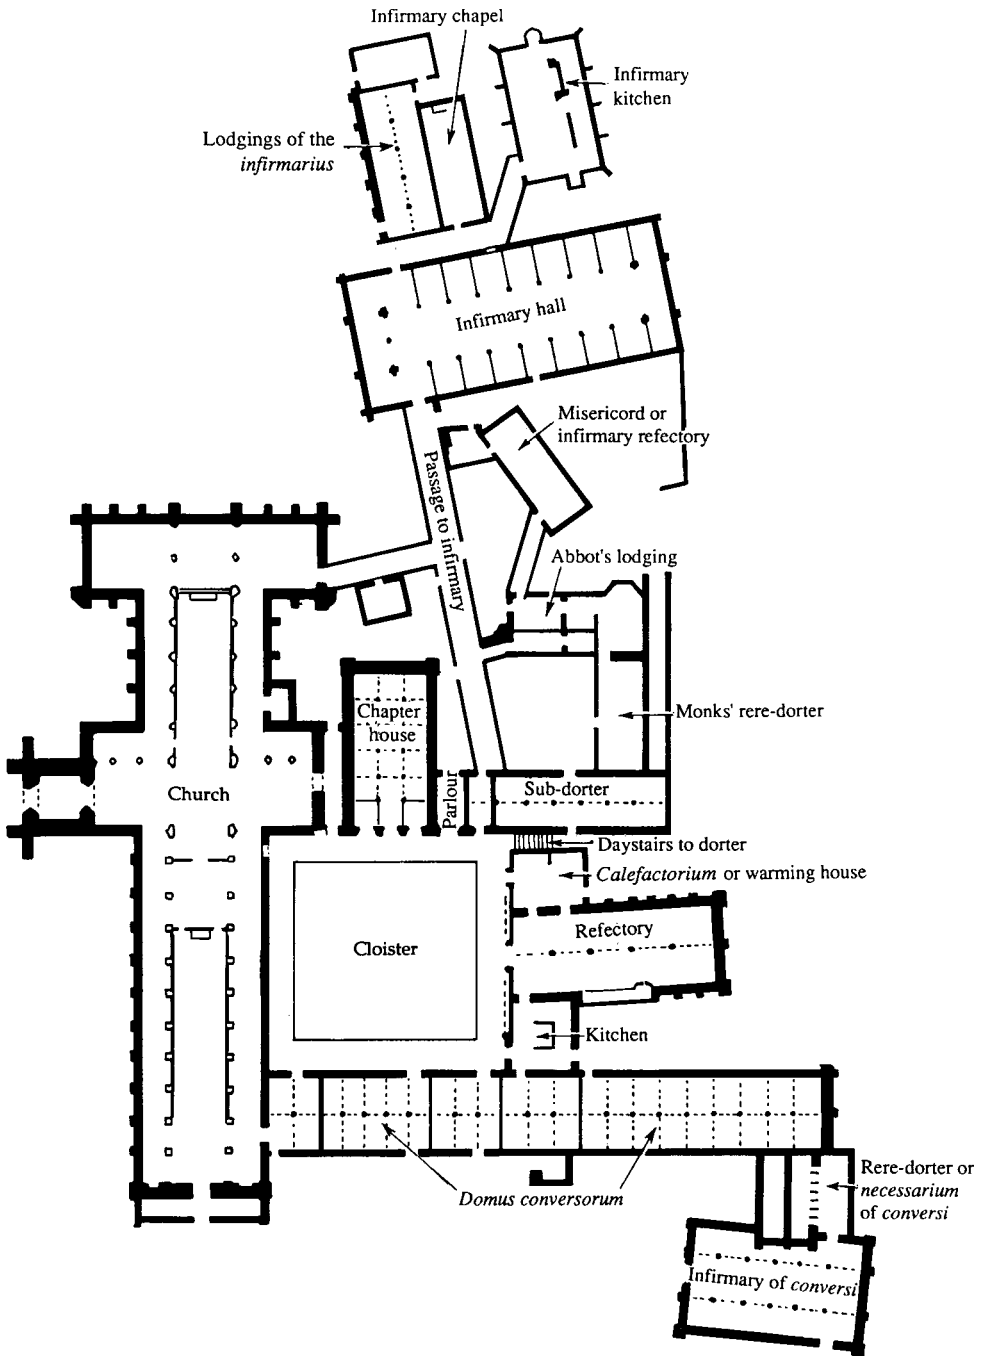 Infirmary chapel
Infirmary
kitchen
Lodgings of the
infirmarius
Infirmary hall
Misericord or
infirmary refectory
Passage to infirmary
Abbot's lodging
Chapter
house
Monks' rere-dorter
Church
Parlour
Sub-dorter
Daystairs to dorter
Calefactorium or warming house
Refectory
Cloister
Kitchen
Domus conversorum
Rere-dorter or
necessarium
of conversi
Infirmary of conversi